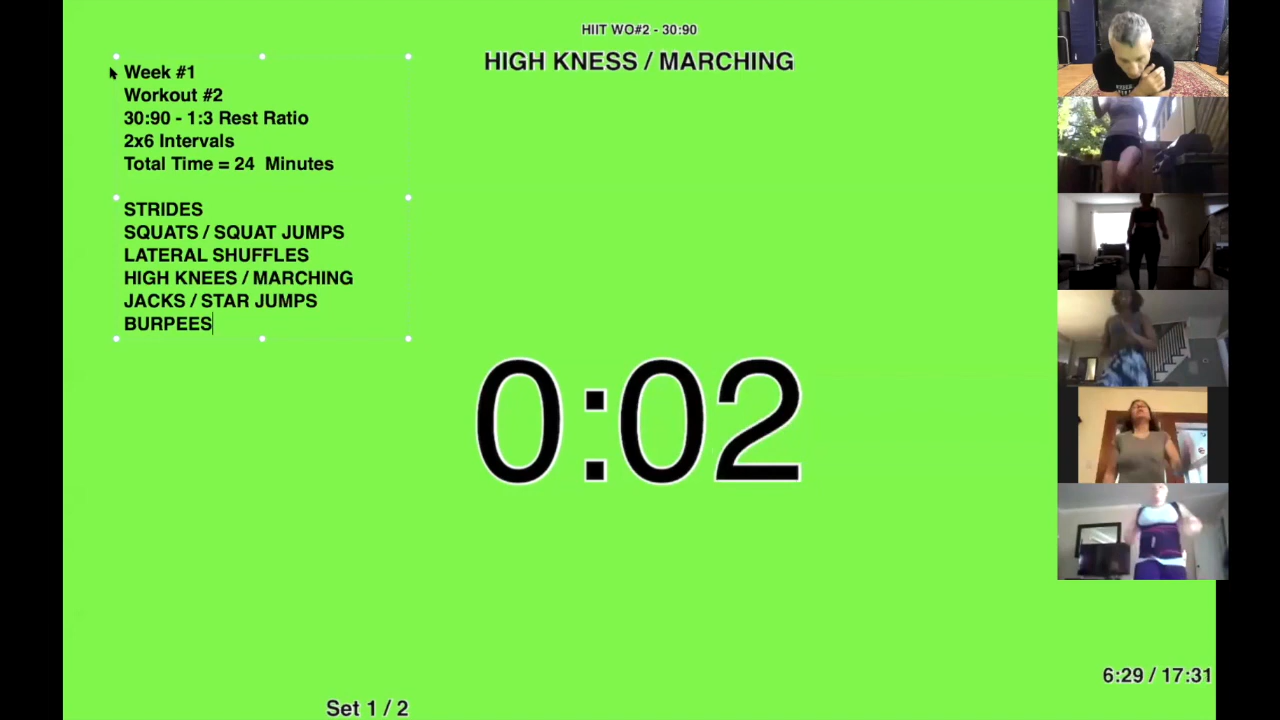 HIIT WO#2 - 30:90
HIGH KNESS / MARCHING
Week #1
Workout #2
30:90 - 1:3 Rest Ratio
2x6 Intervals
Total Time = 24  Minutes
STRIDES
SQUATS / SQUAT JUMPS
LATERAL SHUFFLES
HIGH KNEES / MARCHING
JACKS / STAR JUMPS
BURPEES
0:02
6:29 / 17:31
Set 1 / 2